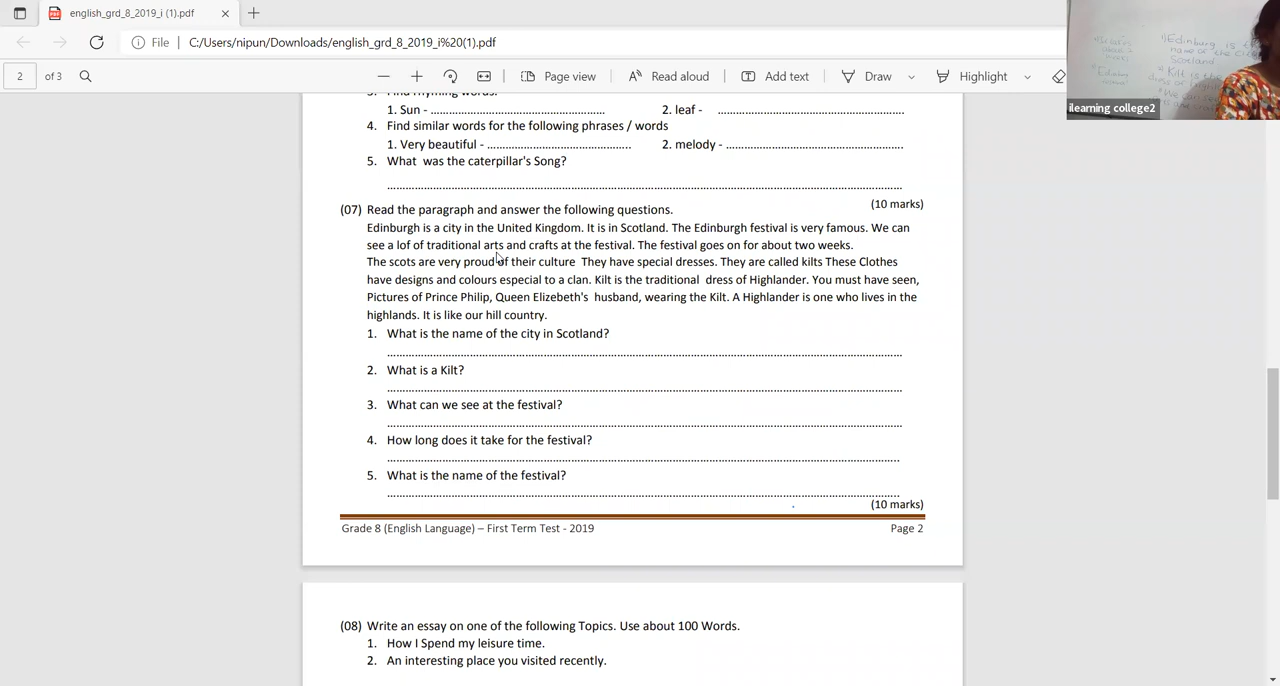 english_grd_8_2019_i (1).pdf
File | C:/Users/nipun/Downloads/english_grd_8_2019_i%20(1).pdf
2 of 3 Page view Read aloud Add text Draw Highlight
ilearning college2
3. Find rhyming words.
1. Sun - ........................................................ 2. leaf - ............................................................
4. Find similar words for the following phrases / words
1. Very beautiful - .............................................. 2. melody - ..........................................................
5. What was the caterpillar's Song?
....................................................................................................................................................
(10 marks)
(07) Read the paragraph and answer the following questions.
Edinburgh is a city in the United Kingdom. It is in Scotland. The Edinburgh festival is very famous. We can
see a lof of traditional arts and crafts at the festival. The festival goes on for about two weeks.
The scots are very proud of their culture They have special dresses. They are called kilts These Clothes
have designs and colours especial to a clan. Kilt is the traditional dress of Highlander. You must have seen,
Pictures of Prince Philip, Queen Elizebeth's husband, wearing the Kilt. A Highlander is one who lives in the
highlands. It is like our hill country.
1. What is the name of the city in Scotland?
....................................................................................................................................................
2. What is a Kilt?
....................................................................................................................................................
3. What can we see at the festival?
....................................................................................................................................................
4. How long does it take for the festival?
....................................................................................................................................................
5. What is the name of the festival?
....................................................................................................................................................
(10 marks)
Grade 8 (English Language) – First Term Test - 2019 Page 2
(08) Write an essay on one of the following Topics. Use about 100 Words.
1. How I Spend my leisure time.
2. An interesting place you visited recently.